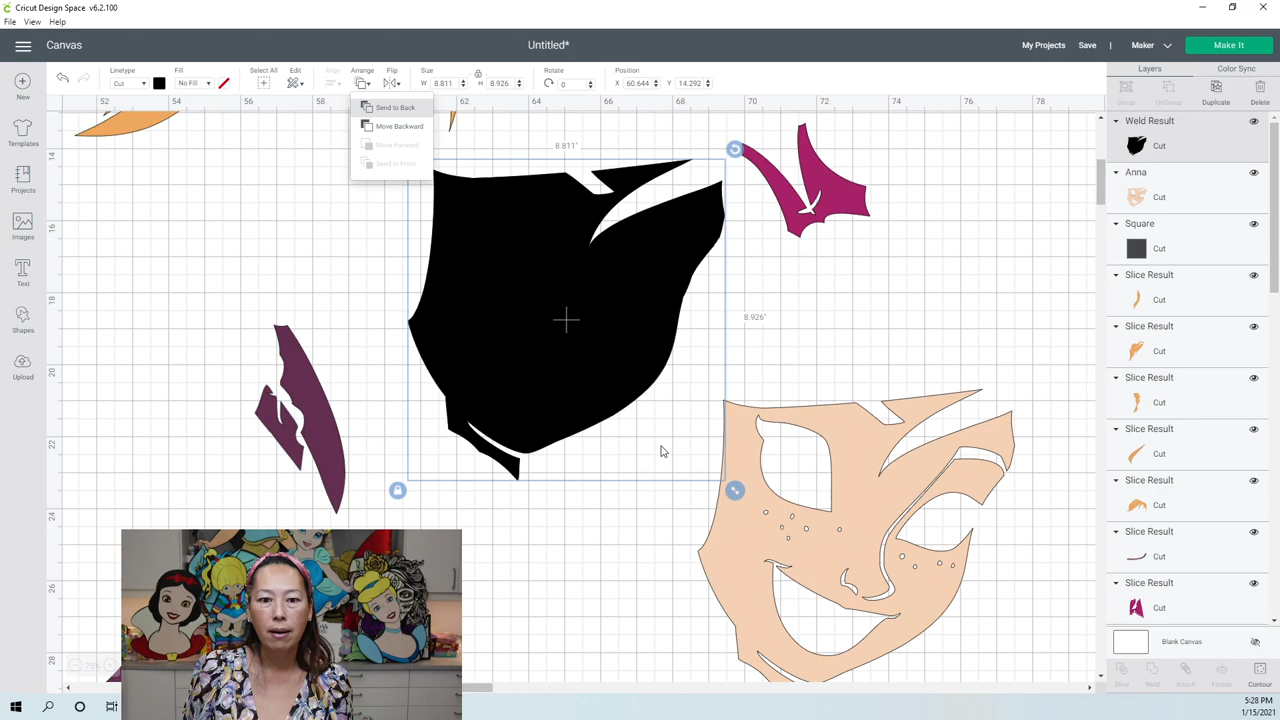 Cricut Design Space v6.2.100
File View Help
Canvas
Untitled*
My Projects Save | Maker Make It
Linetype Fill Select All Edit Align Arrange Flip Size Rotate Position
Cut No Fill W 8.811 H 8.926 0 X 60.644 Y 14.292
Layers Color Sync
Group UnGroup Duplicate Delete
52 54 56 58 62 64 66 68 70 72 74 76 78
Send to Back
Move Backward
Move Forward
Send to Front
New
Templates
Projects
Images
Text
Shapes
Upload
14
16
18
20
22
24
26
28
8.811"
8.926"
75%
Weld Result
Cut
Anna
Cut
Square
Cut
Slice Result
Cut
Slice Result
Cut
Slice Result
Cut
Slice Result
Cut
Slice Result
Cut
Slice Result
Cut
Slice Result
Cut
Blank Canvas
Slice Weld Attach Flatten Contour
5:28 PM
1/15/2021